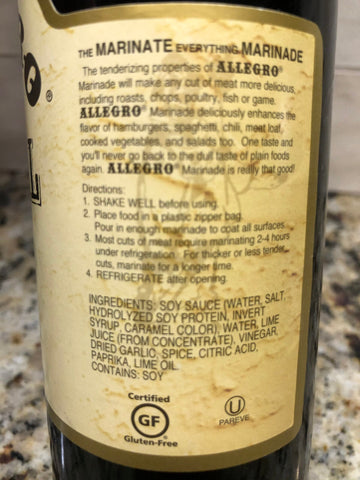 THE MARINATE EVERYTHING MARINADE
The tenderizing properties of ALLEGRO®
Marinade will make any cut of meat more delicious,
including roasts, chops, poultry, fish or game.
ALLEGRO® Marinade deliciously enhances the
flavor of hamburgers, spaghetti, chili, meat loaf,
cooked vegetables, and salads too. One taste and
you'll never go back to the dull taste of plain foods
again. ALLEGRO® Marinade is really that good!
Directions:
1. SHAKE WELL before using.
2. Place food in a plastic zipper bag.
Pour in enough marinade to coat all surfaces.
3. Most cuts of meat require marinating 2-4 hours
under refrigeration. For thicker or less tender
cuts, marinade for a longer time.
4. REFRIGERATE after opening.
INGREDIENTS: SOY SAUCE (WATER, SALT,
HYDROLYZED SOY PROTEIN, INVERT
SYRUP, CARAMEL COLOR), WATER, LIME
JUICE (FROM CONCENTRATE), VINEGAR,
DRIED GARLIC, SPICE, CITRIC ACID,
PAPRIKA, LIME OIL.
CONTAINS: SOY
Certified
GF
Gluten-Free
U
PAREVE